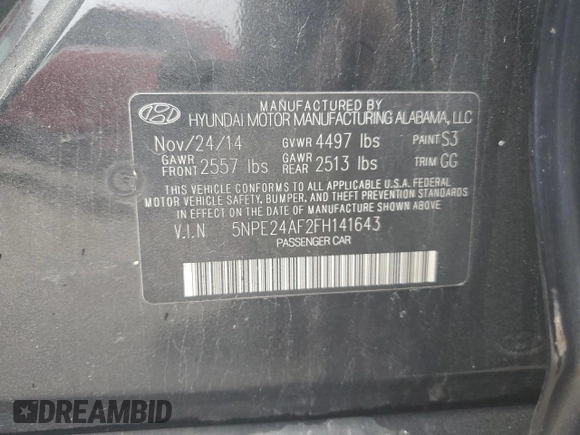 MANUFACTURED BY
HYUNDAI MOTOR MANUFACTURING ALABAMA, LLC
Nov/24/14 GVWR 4497 lbs PAINT S3
GAWR FRONT 2557 lbs GAWR REAR 2513 lbs TRIM GG
THIS VEHICLE CONFORMS TO ALL APPLICABLE U.S.A. FEDERAL
MOTOR VEHICLE SAFETY, BUMPER, AND THEFT PREVENTION STANDARDS
IN EFFECT ON THE DATE OF MANUFACTURE SHOWN ABOVE.
V.I.N 5NPE24AF2FH141643
PASSENGER CAR
DREAMBID